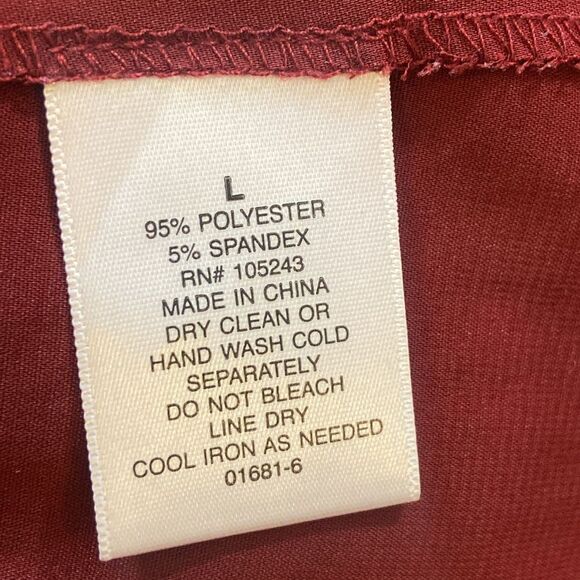 L
95% POLYESTER
5% SPANDEX
RN# 105243
MADE IN CHINA
DRY CLEAN OR
HAND WASH COLD
SEPARATELY
DO NOT BLEACH
LINE DRY
COOL IRON AS NEEDED
01681-6